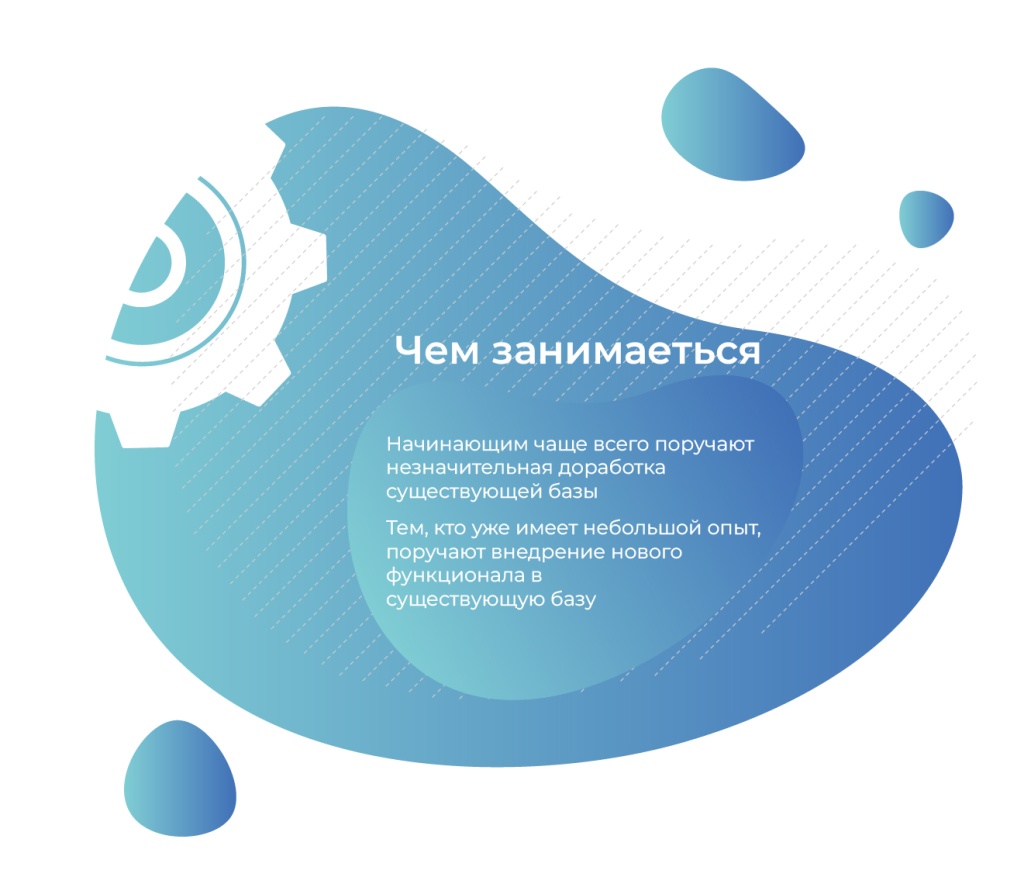 Чем занимаеться
Начинающим чаще всего поручают
незначительная доработка
существующей базы
Тем, кто уже имеет небольшой опыт,
поручают внедрение нового
функционала в
существующую базу